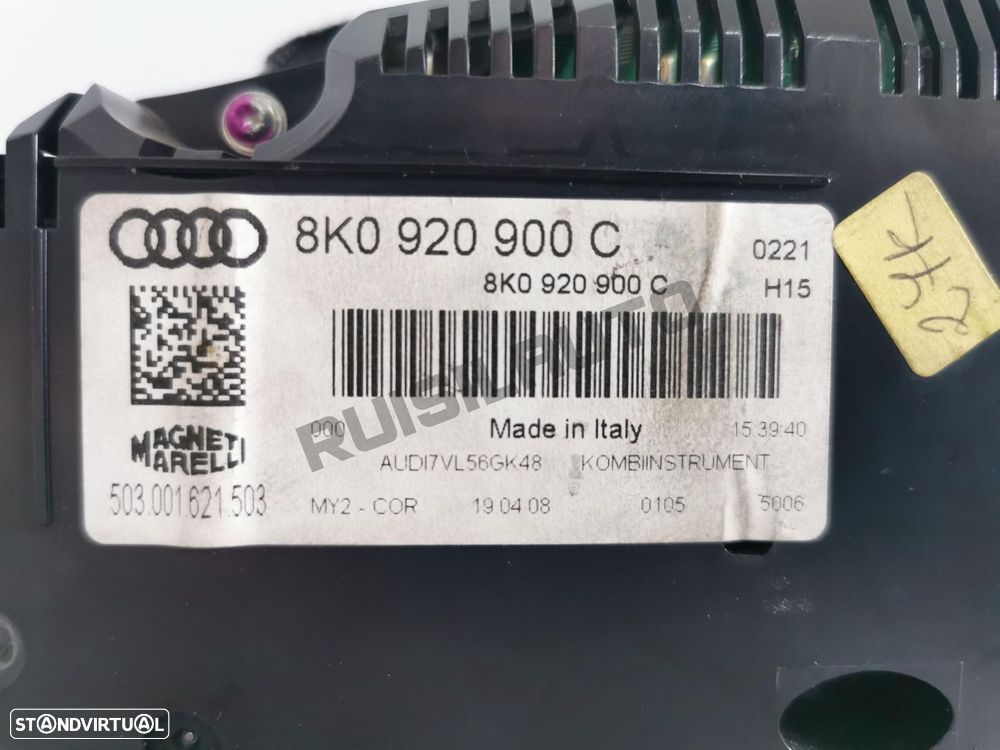 8K0 920 900 C
0221
8K0 920 900 C
H15
000
Made in Italy
15:39:40
MAGNETI
MARELLI
AUDI7VL56GK48
KOMBIINSTRUMENT
503.001.621.503
MY2 - COR
19.04.08
0105
5006
RUISILAUTO
STANDVIRTUAL